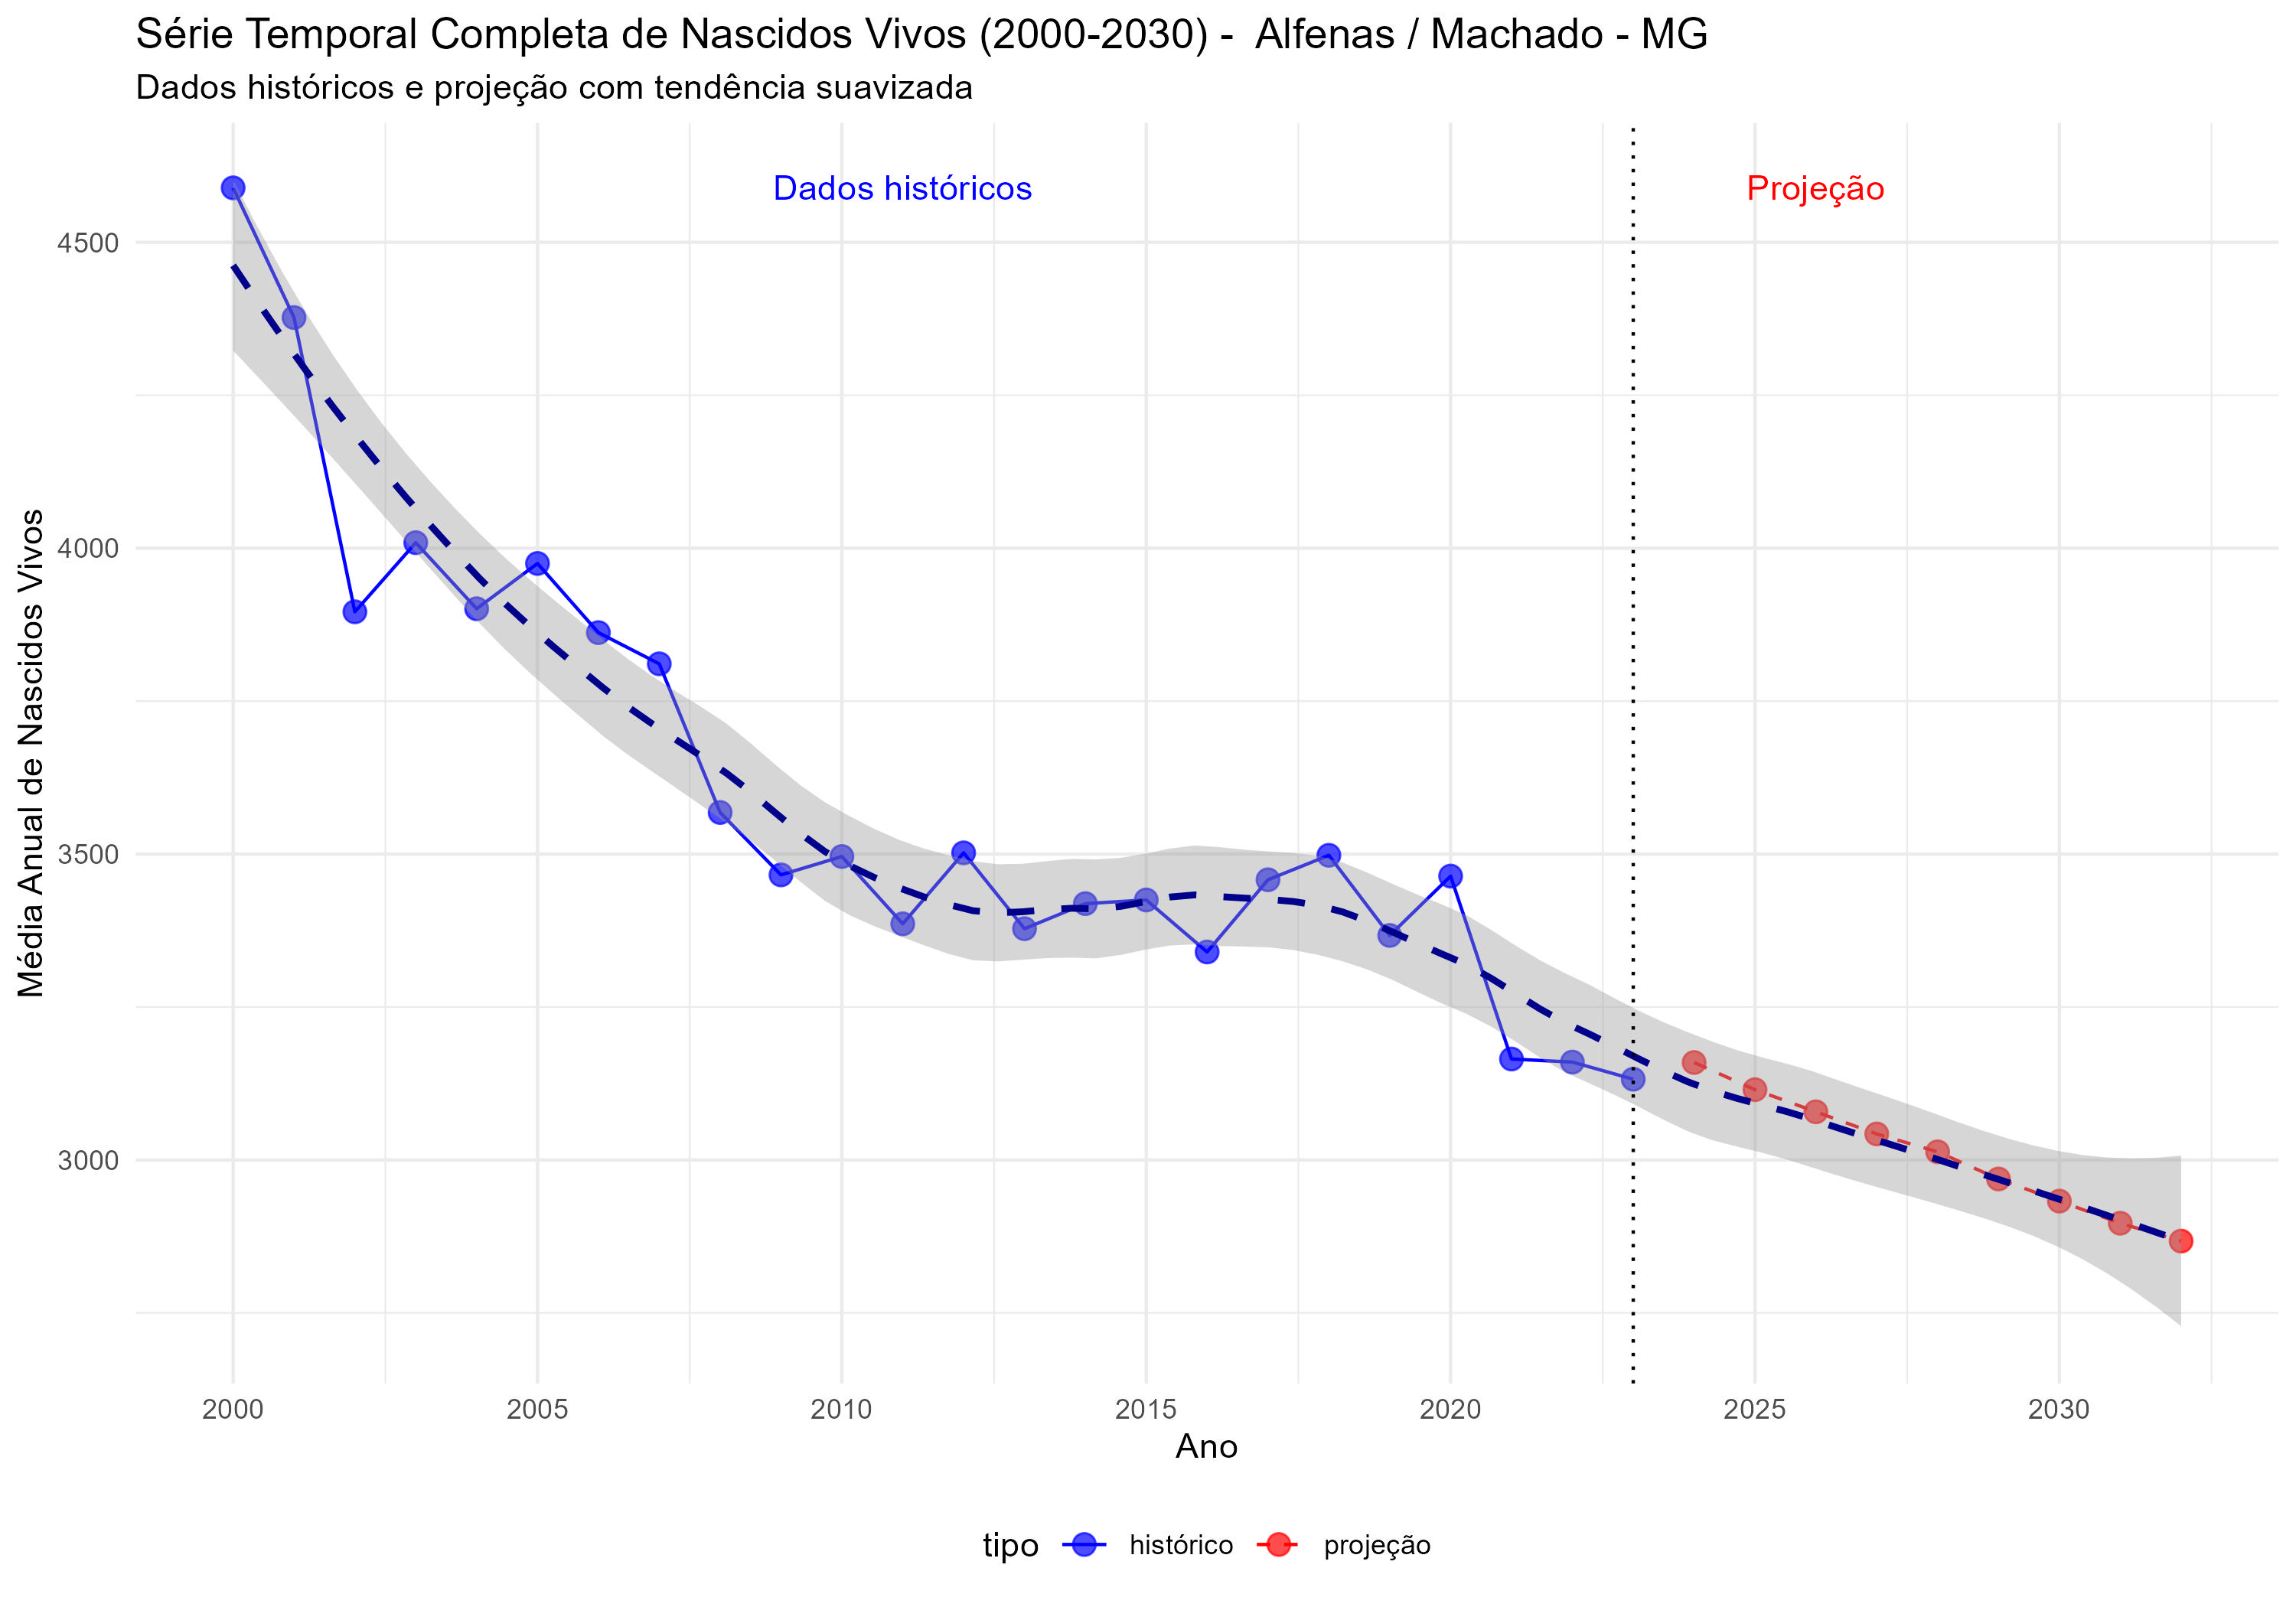 Série Temporal Completa de Nascidos Vivos (2000-2030) -  Alfenas / Machado - MG
Dados históricos e projeção com tendência suavizada
Dados históricos
Projeção
Média Anual de Nascidos Vivos
4500
4000
3500
3000
2000
2005
2010
2015
2020
2025
2030
Ano
tipo
histórico
projeção